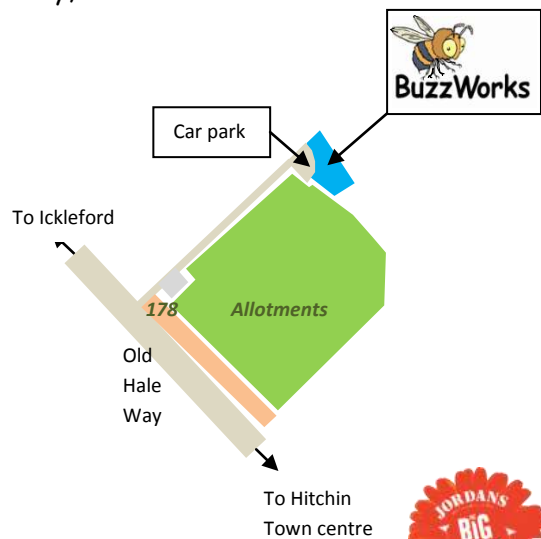 BuzzWorks
Car park
To Ickleford
178
Allotments
Old
Hale
Way
To Hitchin
Town centre
JORDANS
BiG